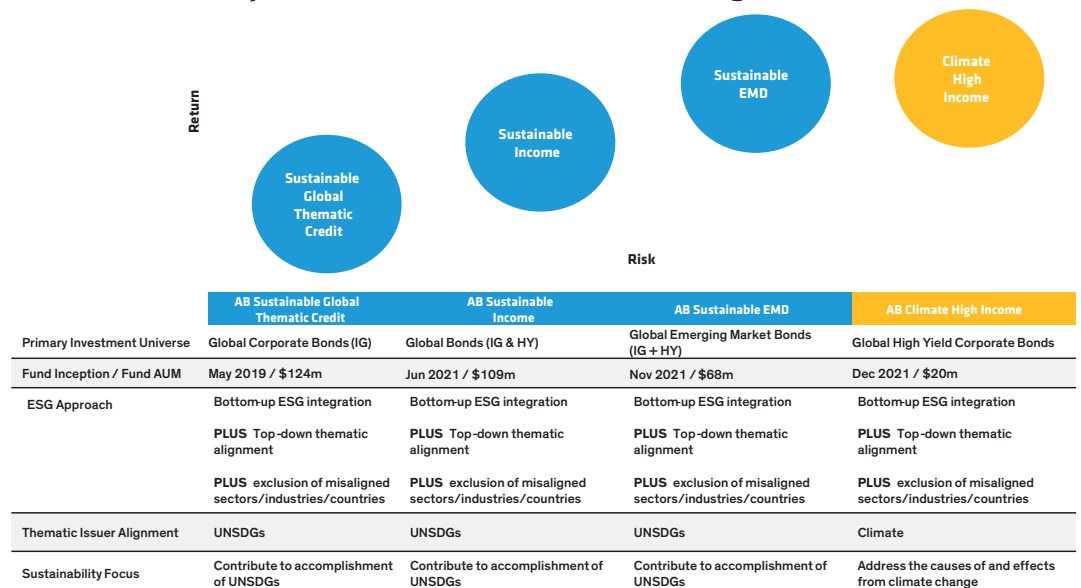 Return
Sustainable
Global
Thematic
Credit
Sustainable
Income
Sustainable
EMD
Climate
High
Income
Risk
AB Sustainable Global
Thematic Credit
AB Sustainable
Income
AB Sustainable EMD
AB Climate High Income
Primary Investment Universe
Global Corporate Bonds (IG)
Global Bonds (IG & HY)
Global Emerging Market Bonds
(IG + HY)
Global High Yield Corporate Bonds
Fund Inception / Fund AUM
May 2019 / $124m
Jun 2021 / $109m
Nov 2021 / $68m
Dec 2021 / $20m
ESG Approach
Bottom-up ESG integration
PLUS Top-down thematic
alignment
PLUS exclusion of misaligned
sectors/industries/countries
Bottom-up ESG integration
PLUS Top-down thematic
alignment
PLUS exclusion of misaligned
sectors/industries/countries
Bottom-up ESG integration
PLUS Top-down thematic
alignment
PLUS exclusion of misaligned
sectors/industries/countries
Bottom-up ESG integration
PLUS Top-down thematic
alignment
PLUS exclusion of misaligned
sectors/industries/countries
Thematic Issuer Alignment
UNSDGs
UNSDGs
UNSDGs
Climate
Sustainability Focus
Contribute to accomplishment
of UNSDGs
Contribute to accomplishment of
UNSDGs
Contribute to accomplishment of
UNSDGs
Address the causes of and effects
from climate change